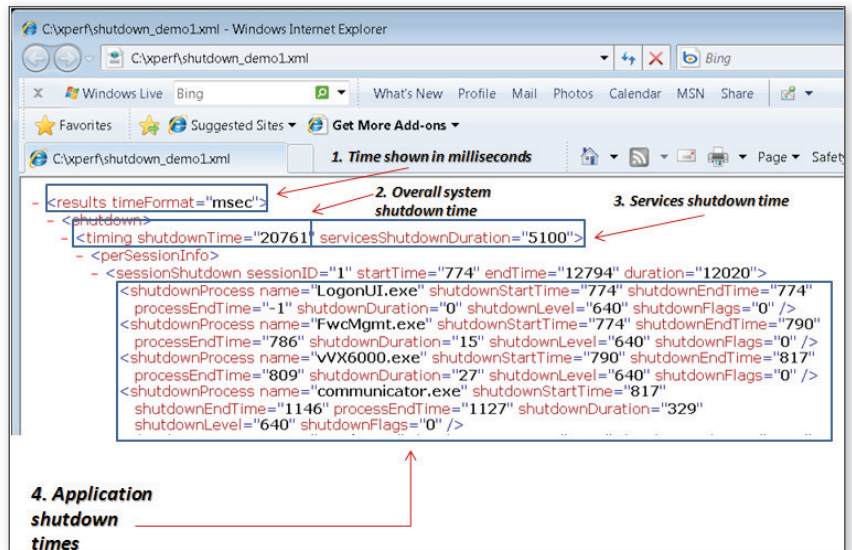 C:\xperf\shutdown_demo1.xml - Windows Internet Explorer
C:\xperf\shutdown_demo1.xml
Bing
X Windows Live Bing What's New Profile Mail Photos Calendar MSN Share
Favorites Suggested Sites Get More Add-ons
C:\xperf\shutdown_demo1.xml
1. Time shown in milliseconds
Page Safety
2. Overall system
shutdown time
3. Services shutdown time
- <results timeFormat="msec">
- <shutdown>
- <timing shutdownTime="20761" servicesShutdownDuration="5100">
- <perSessionInfo>
- <sessionShutdown sessionID="1" startTime="774" endTime="12794" duration="12020">
<shutdownProcess name="LogonUI.exe" shutdownStartTime="774" shutdownEndTime="774"
processEndTime="-1" shutdownDuration="0" shutdownLevel="640" shutdownFlags="0" />
<shutdownProcess name="FwcMgmt.exe" shutdownStartTime="774" shutdownEndTime="790"
processEndTime="786" shutdownDuration="15" shutdownLevel="640" shutdownFlags="0" />
<shutdownProcess name="vVX6000.exe" shutdownStartTime="790" shutdownEndTime="817"
processEndTime="809" shutdownDuration="27" shutdownLevel="640" shutdownFlags="0" />
<shutdownProcess name="communicator.exe" shutdownStartTime="817"
shutdownEndTime="1146" processEndTime="1127" shutdownDuration="329"
shutdownLevel="640" shutdownFlags="0" />
4. Application
shutdown
times